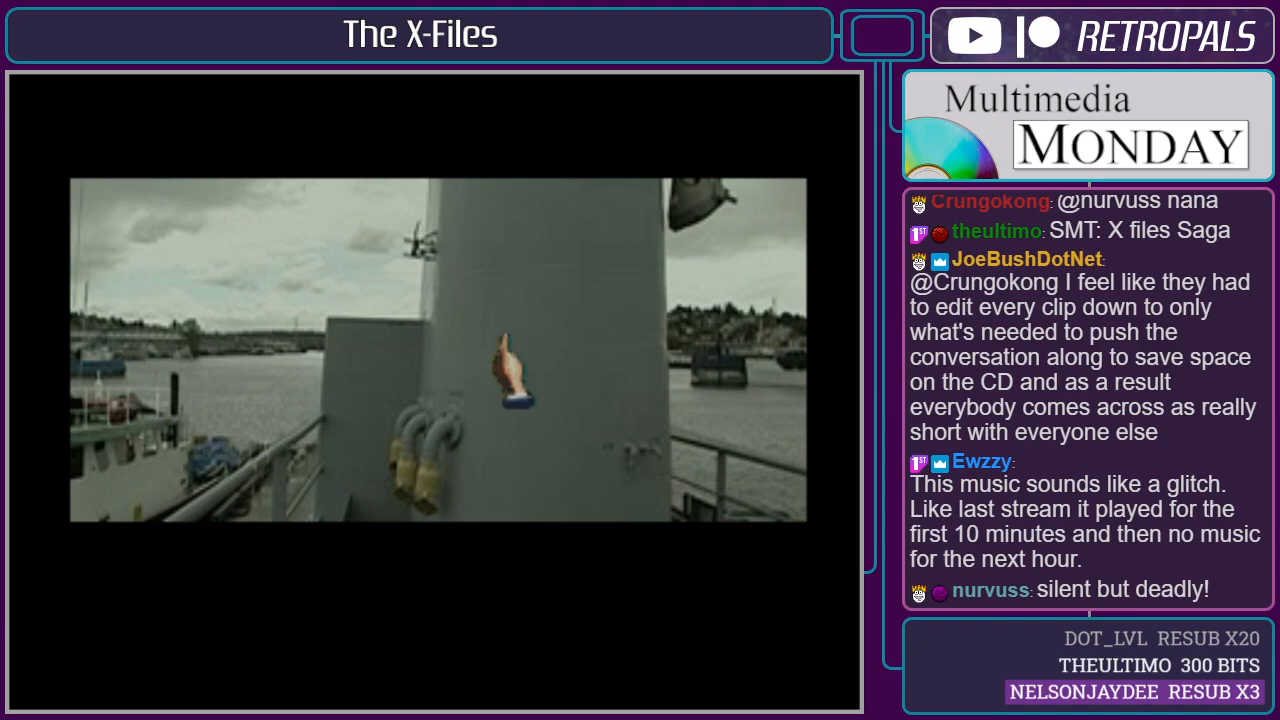 The X-Files
RETROPALS
Multimedia
MONDAY
Crungokong: @nurvuss haha
1ST theultimo: SMT: X files Saga
JoeBushDotNet:
@Crungokong I feel like they had
to edit every clip down to only
what's needed to push the
conversation along to save space
on the CD and as a result
everybody comes across as really
short with everyone else
1ST Ewzzy:
This music sounds like a glitch.
Like last stream it played for the
first 10 minutes and then no music
for the next hour.
nurvuss: silent but deadly!
DOT_LVL RESUB X20
THEULTIMO 300 BITS
NELSONJAYDEE RESUB X3